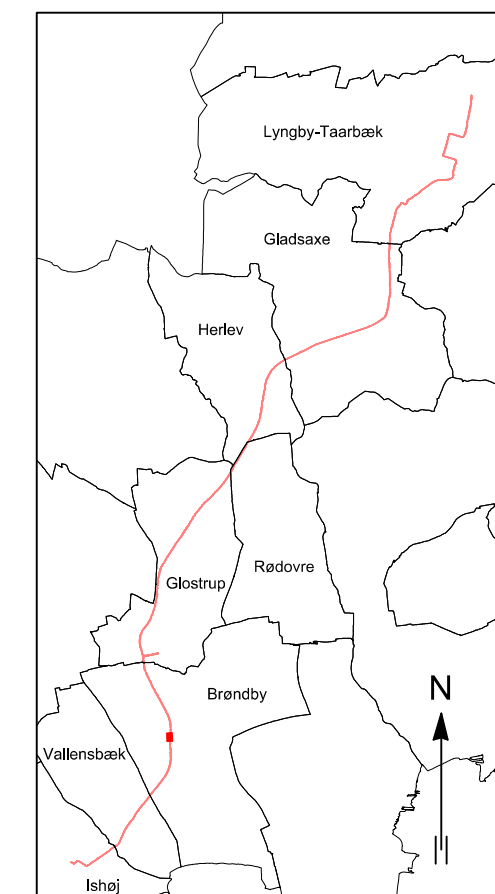 Lyngby-Taarbæk
Gladsaxe
Herlev
Rødovre
Glostrup
Brøndby
N
Vallensbæk
Ishøj